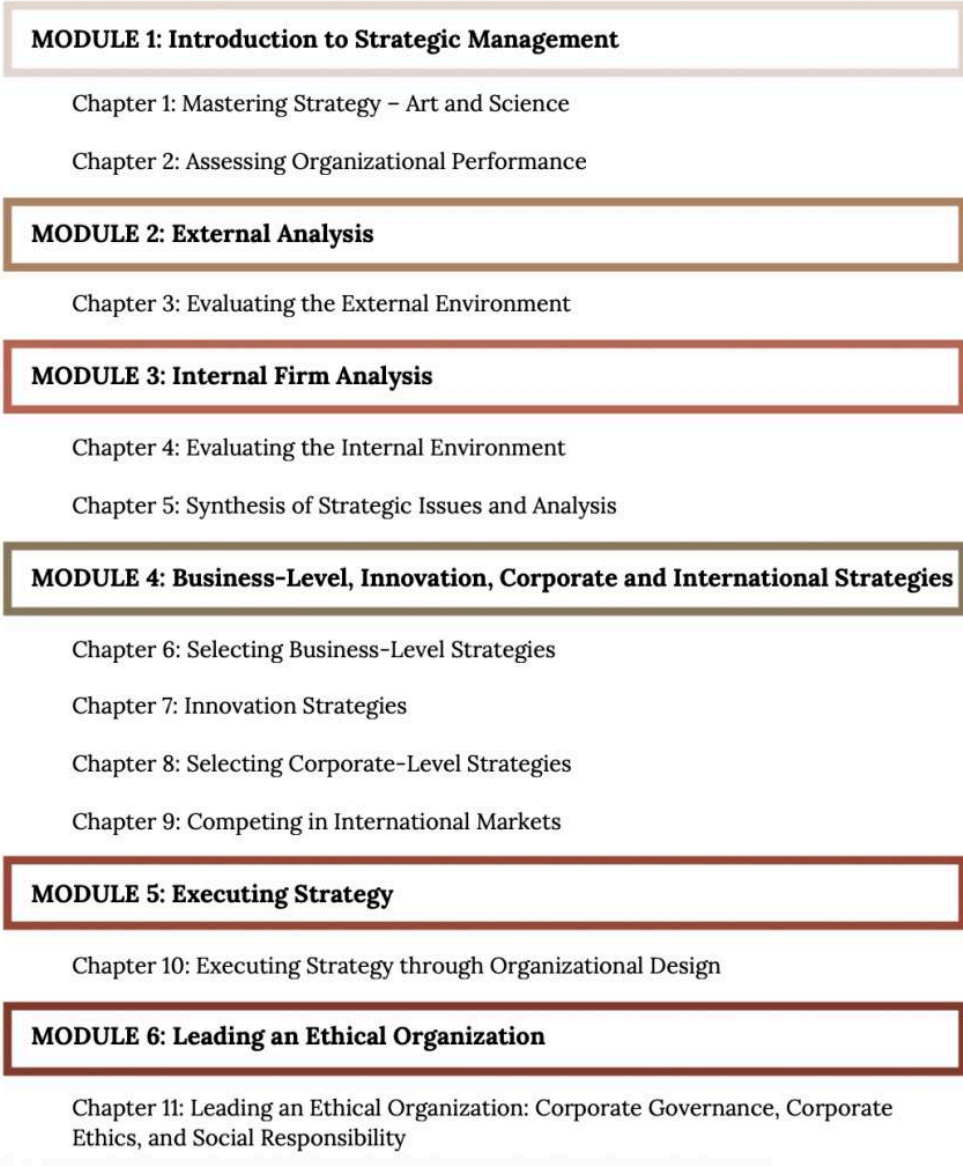 MODULE 1: Introduction to Strategic Management
Chapter 1: Mastering Strategy – Art and Science
Chapter 2: Assessing Organizational Performance
MODULE 2: External Analysis
Chapter 3: Evaluating the External Environment
MODULE 3: Internal Firm Analysis
Chapter 4: Evaluating the Internal Environment
Chapter 5: Synthesis of Strategic Issues and Analysis
MODULE 4: Business-Level, Innovation, Corporate and International Strategies
Chapter 6: Selecting Business-Level Strategies
Chapter 7: Innovation Strategies
Chapter 8: Selecting Corporate-Level Strategies
Chapter 9: Competing in International Markets
MODULE 5: Executing Strategy
Chapter 10: Executing Strategy through Organizational Design
MODULE 6: Leading an Ethical Organization
Chapter 11: Leading an Ethical Organization: Corporate Governance, Corporate
Ethics, and Social Responsibility